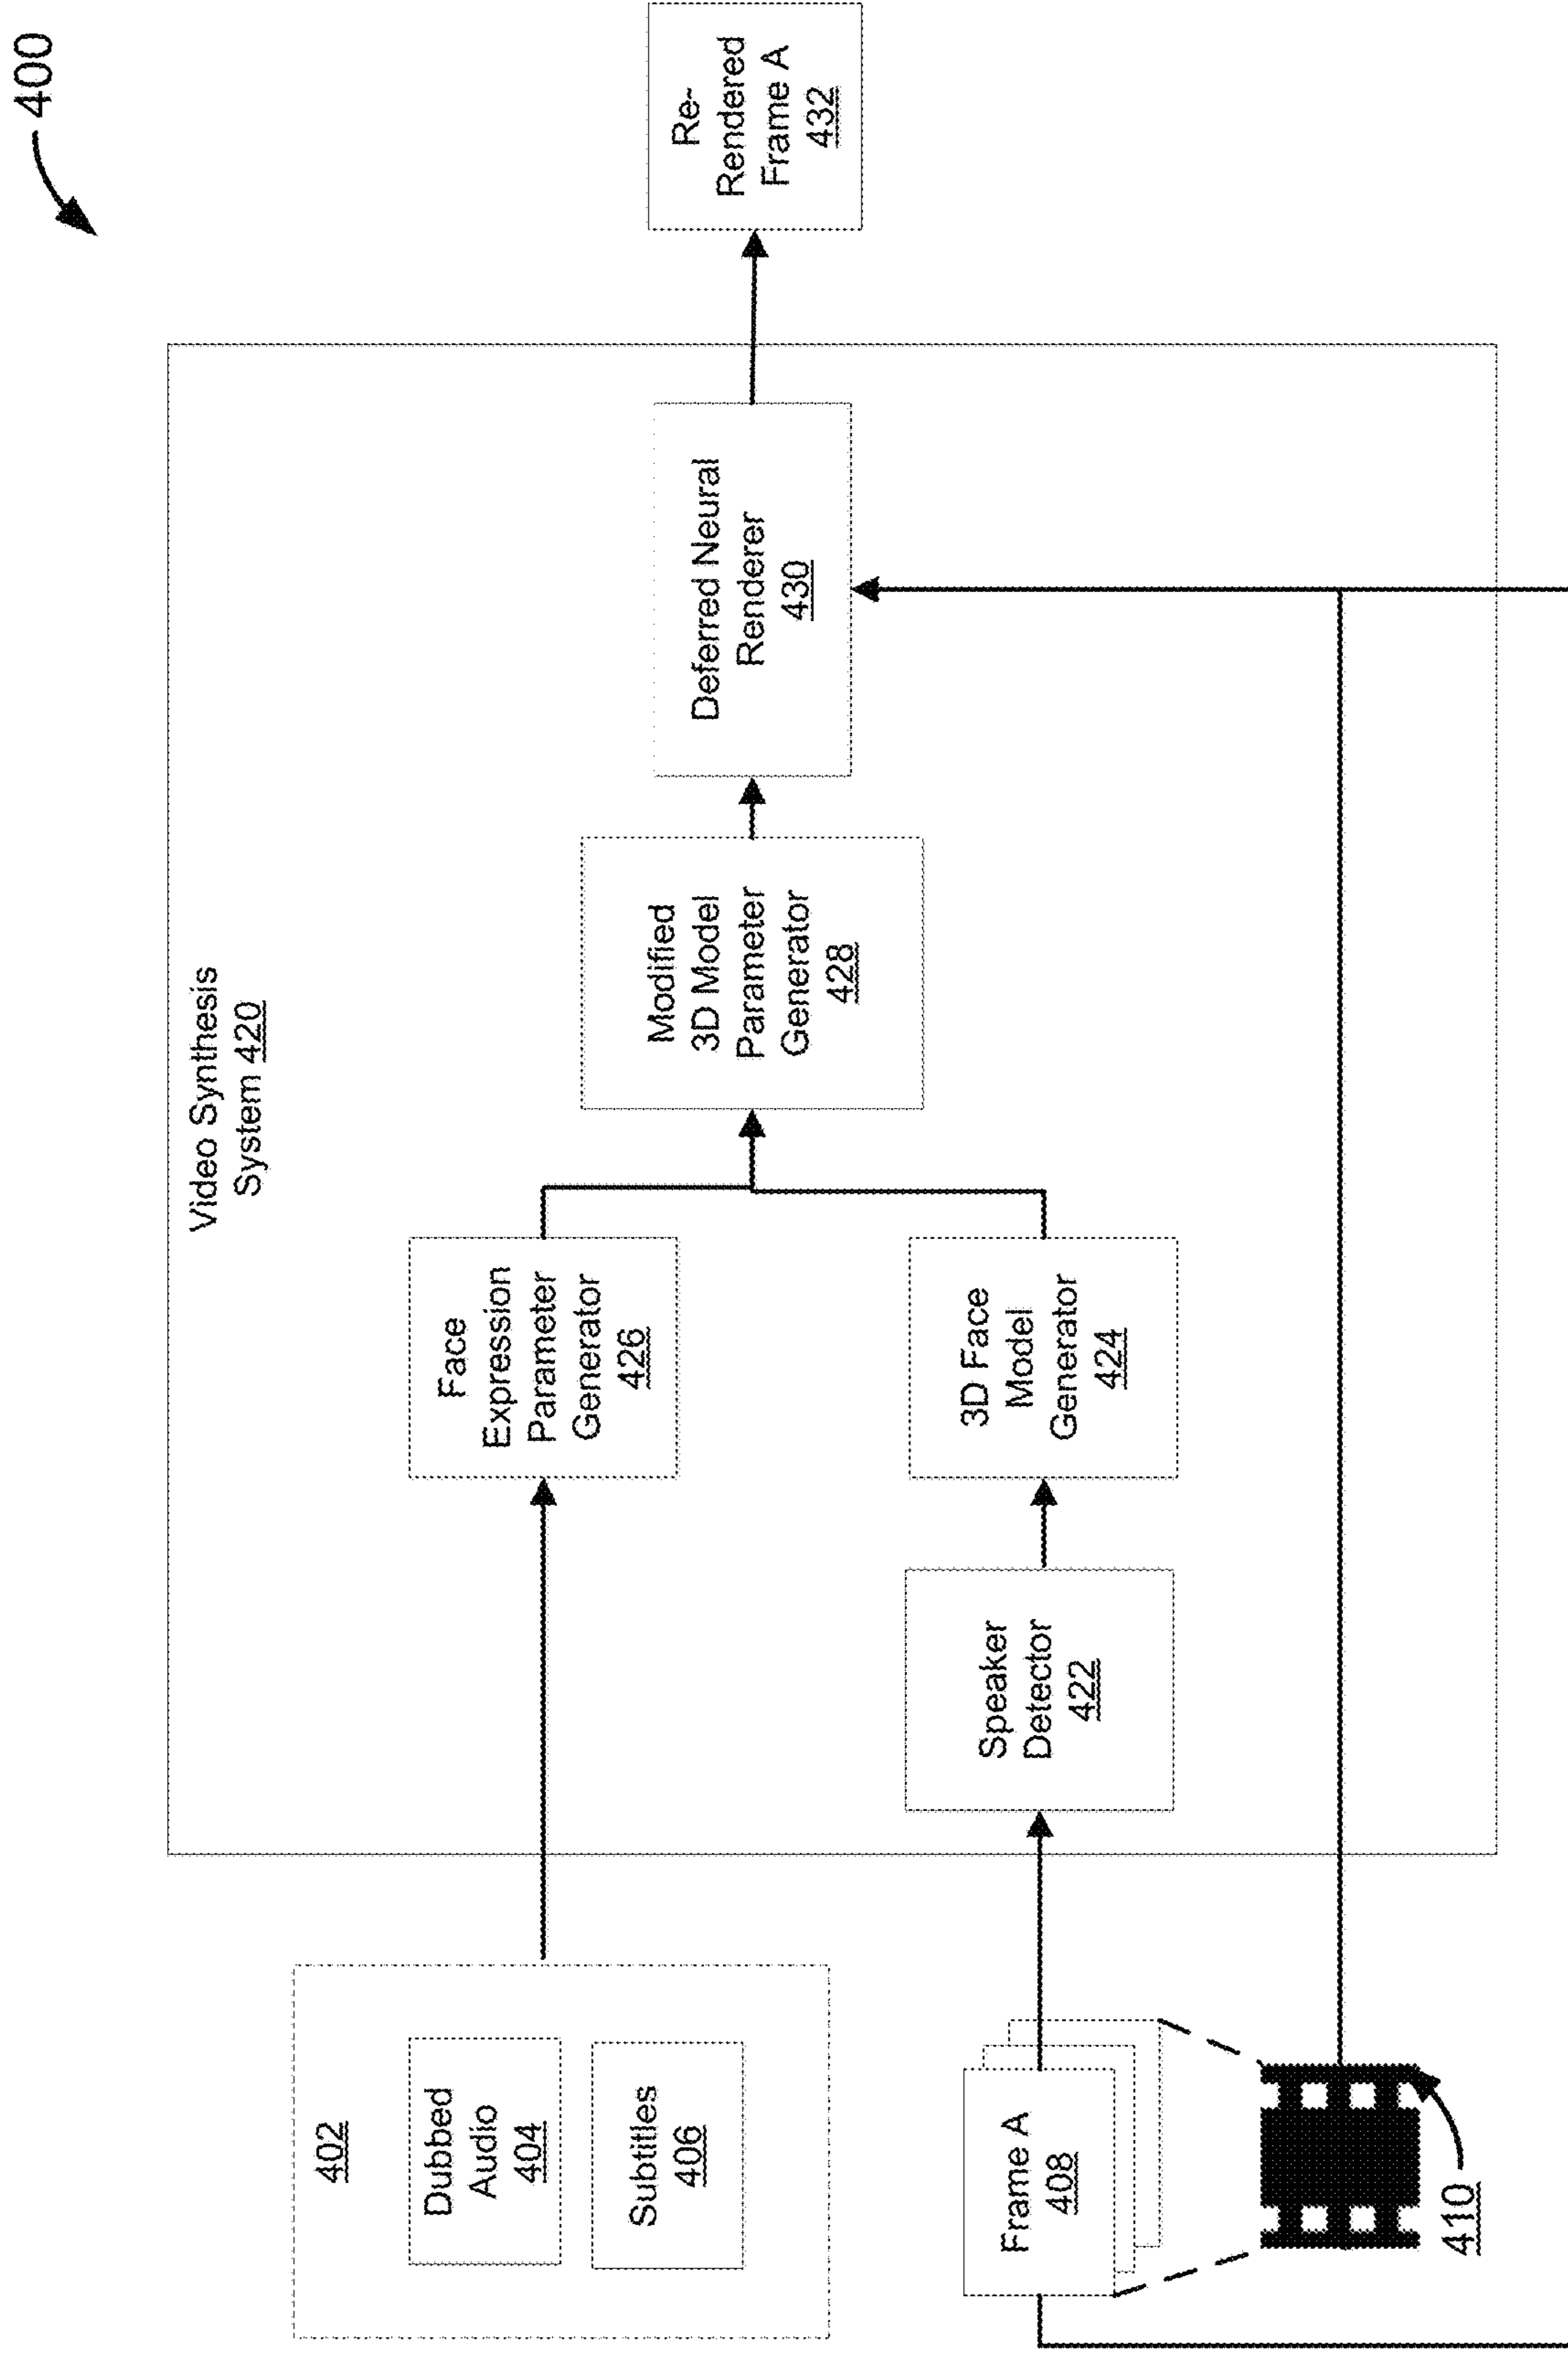 400
Video Synthesis
System 420
402
Dubbed
Audio
404
Subtitles
406
Face
Expression
Parameter
Generator
426
Modified
3D Model
Parameter
Generator
428
Deferred Neural
Renderer
430
Re-
Rendered
Frame A
432
Frame A
408
Speaker
Detector
422
3D Face
Model
Generator
424
410